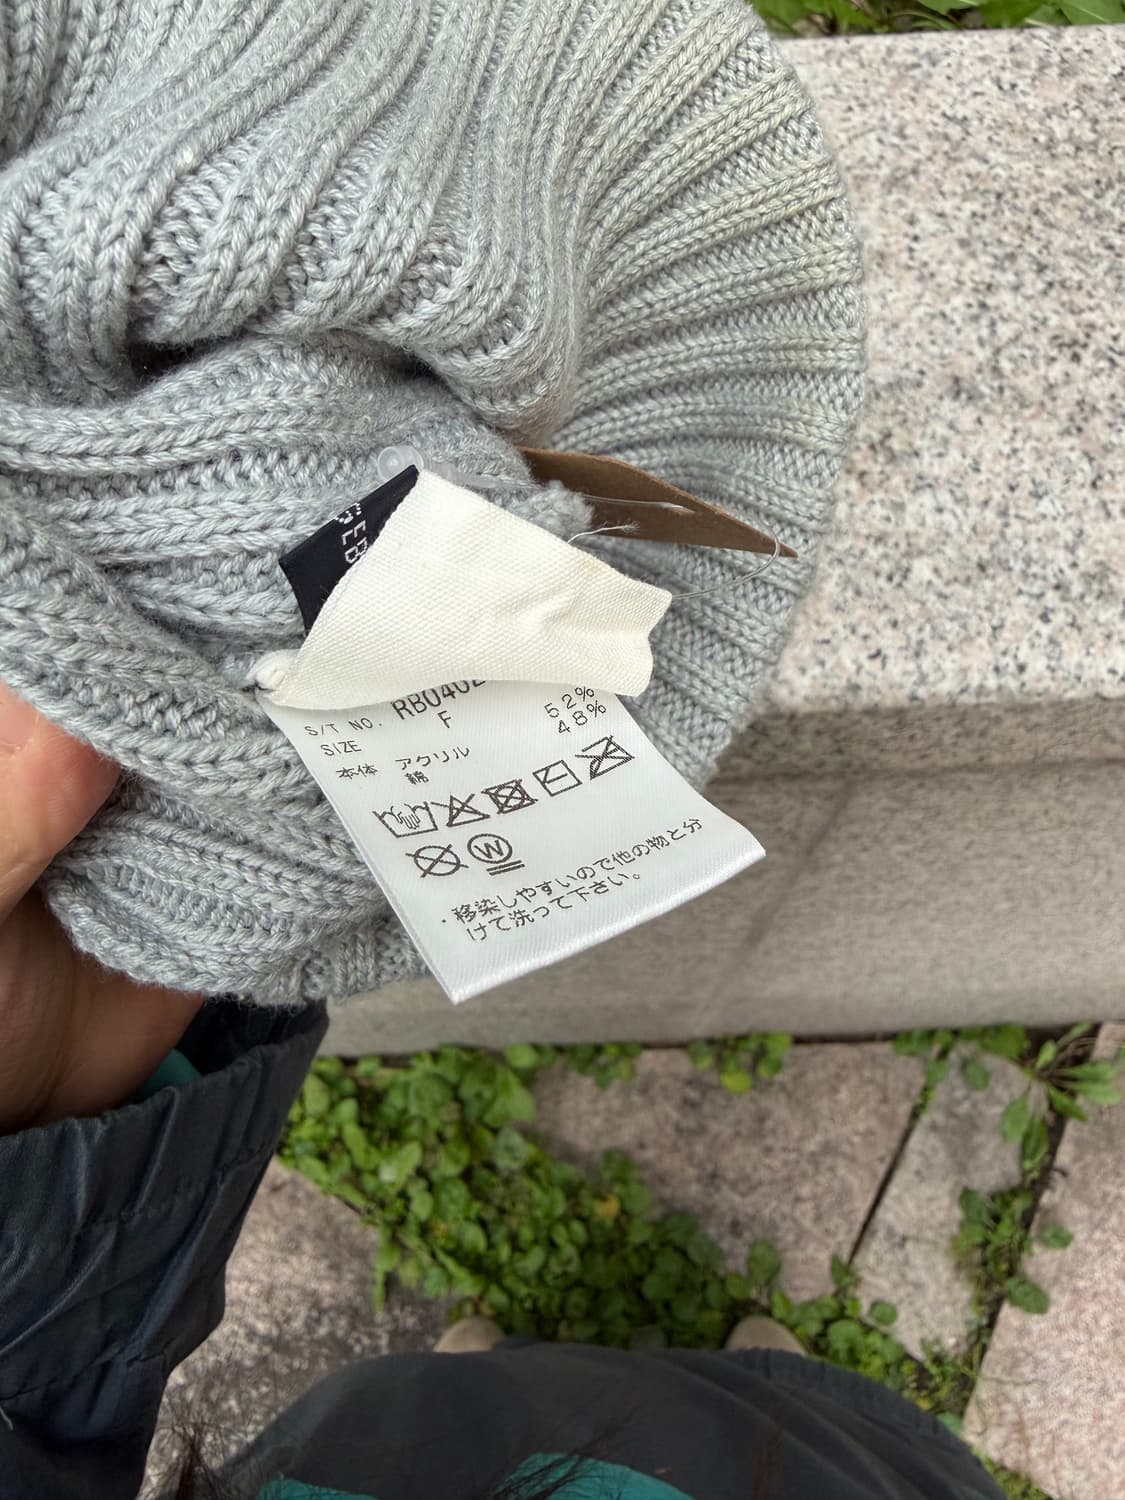 S/T NO. RB0402
SIZE F
本体 アクリル 52%
綿 48%
W
・移染しやすいので他の物と分
けて洗って下さい。